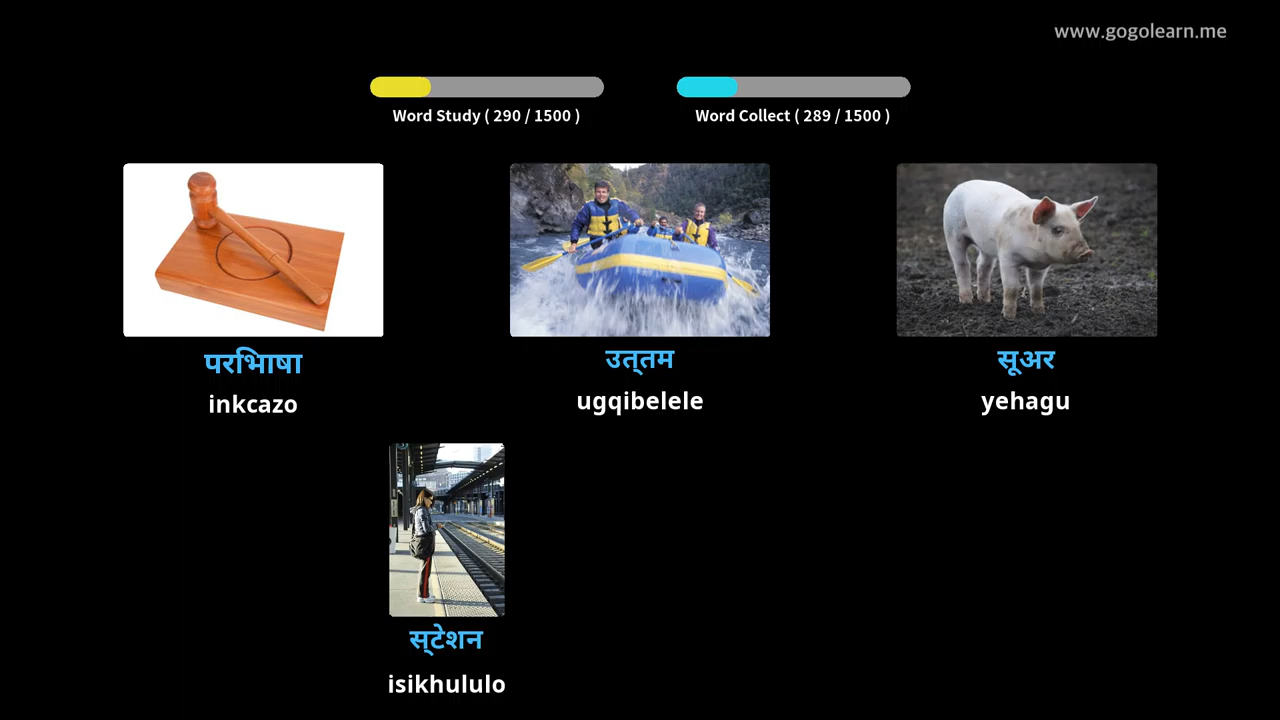 www.gogolearn.me
Word Study ( 290 / 1500 )
Word Collect ( 289 / 1500 )
परिभाषा
उत्तम
सूअर
inkcazo
ugqibelele
yehagu
स्टेशन
isikhululo